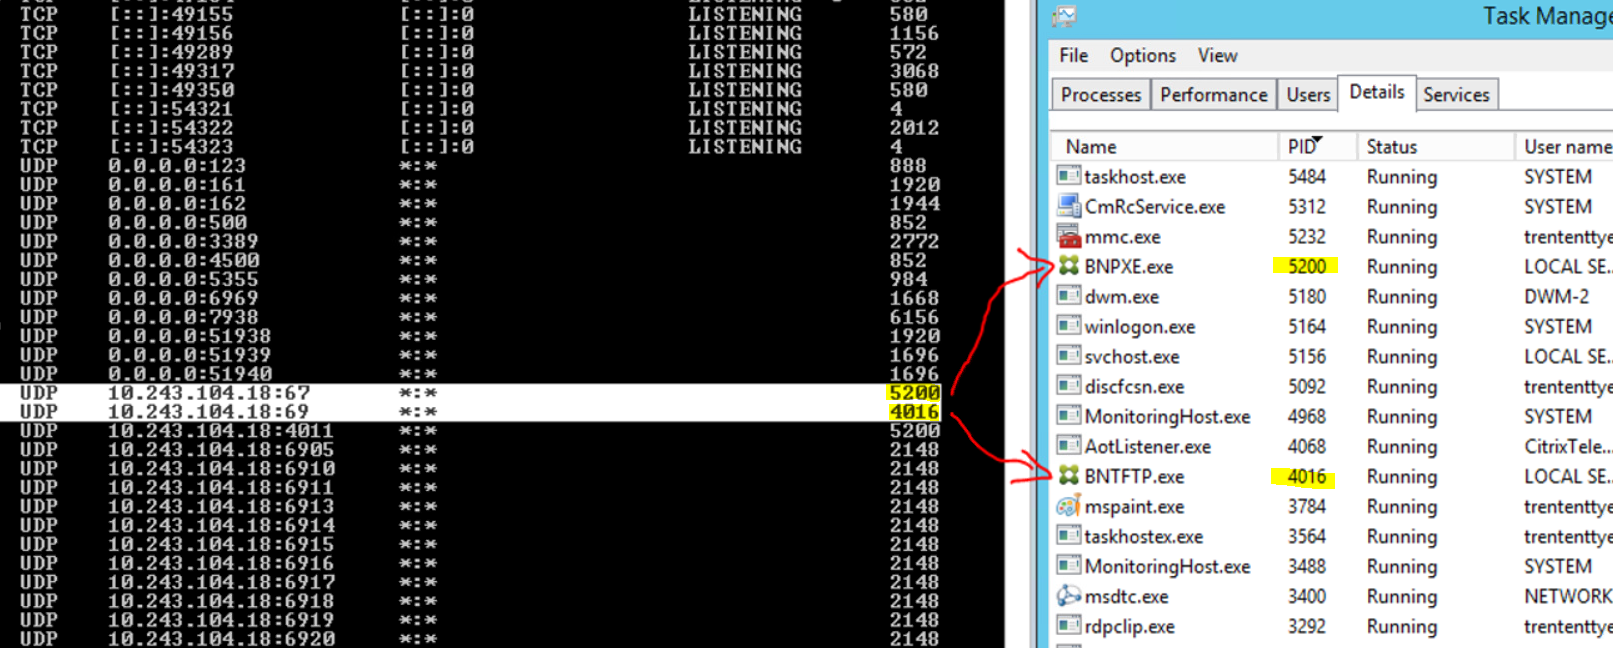 TCP [::]:49155 [::]:0 LISTENING 580
TCP [::]:49156 [::]:0 LISTENING 1156
TCP [::]:49289 [::]:0 LISTENING 572
TCP [::]:49317 [::]:0 LISTENING 3068
TCP [::]:49350 [::]:0 LISTENING 580
TCP [::]:54321 [::]:0 LISTENING 4
TCP [::]:54322 [::]:0 LISTENING 2012
TCP [::]:54323 [::]:0 LISTENING 4
UDP 0.0.0.0:123 *:* 888
UDP 0.0.0.0:161 *:* 1920
UDP 0.0.0.0:162 *:* 1944
UDP 0.0.0.0:500 *:* 852
UDP 0.0.0.0:3389 *:* 2772
UDP 0.0.0.0:4500 *:* 852
UDP 0.0.0.0:5355 *:* 984
UDP 0.0.0.0:6969 *:* 1668
UDP 0.0.0.0:7938 *:* 6156
UDP 0.0.0.0:51938 *:* 1920
UDP 0.0.0.0:51939 *:* 1696
UDP 0.0.0.0:51940 *:* 1696
UDP 10.243.104.18:67 *:* 5200
UDP 10.243.104.18:69 *:* 4016
UDP 10.243.104.18:4011 *:* 5200
UDP 10.243.104.18:6905 *:* 2148
UDP 10.243.104.18:6910 *:* 2148
UDP 10.243.104.18:6911 *:* 2148
UDP 10.243.104.18:6913 *:* 2148
UDP 10.243.104.18:6914 *:* 2148
UDP 10.243.104.18:6915 *:* 2148
UDP 10.243.104.18:6916 *:* 2148
UDP 10.243.104.18:6917 *:* 2148
UDP 10.243.104.18:6918 *:* 2148
UDP 10.243.104.18:6919 *:* 2148
UDP 10.243.104.18:6920 *:* 2148
Task Manage
File Options View
Processes Performance Users Details Services
Name PID Status User name
taskhost.exe 5484 Running SYSTEM
CmRcService.exe 5312 Running SYSTEM
mmc.exe 5232 Running trententtye
BNPXE.exe 5200 Running LOCAL SE...
dwm.exe 5180 Running DWM-2
winlogon.exe 5164 Running SYSTEM
svchost.exe 5156 Running LOCAL SE...
discfcsn.exe 5092 Running trententtye
MonitoringHost.exe 4968 Running SYSTEM
AotListener.exe 4068 Running CitrixTele...
BNTFTP.exe 4016 Running LOCAL SE...
mspaint.exe 3784 Running trententtye
taskhostex.exe 3564 Running trententtye
MonitoringHost.exe 3488 Running SYSTEM
msdtc.exe 3400 Running NETWORK
rdpclip.exe 3292 Running trententtye